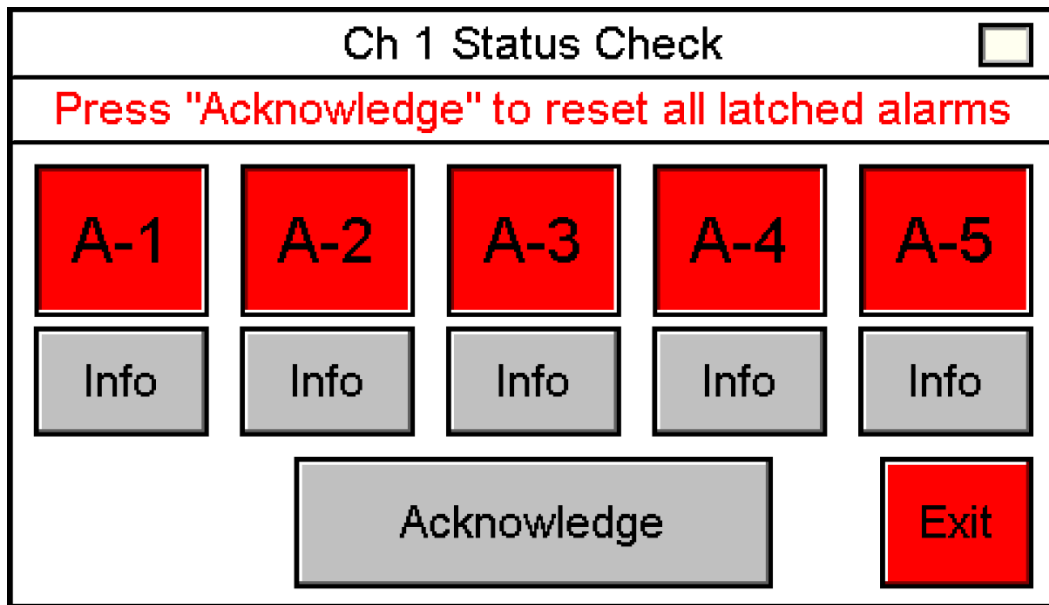 Ch 1 Status Check
Press "Acknowledge" to reset all latched alarms
A-1 A-2 A-3 A-4 A-5
Info Info Info Info Info
Acknowledge Exit